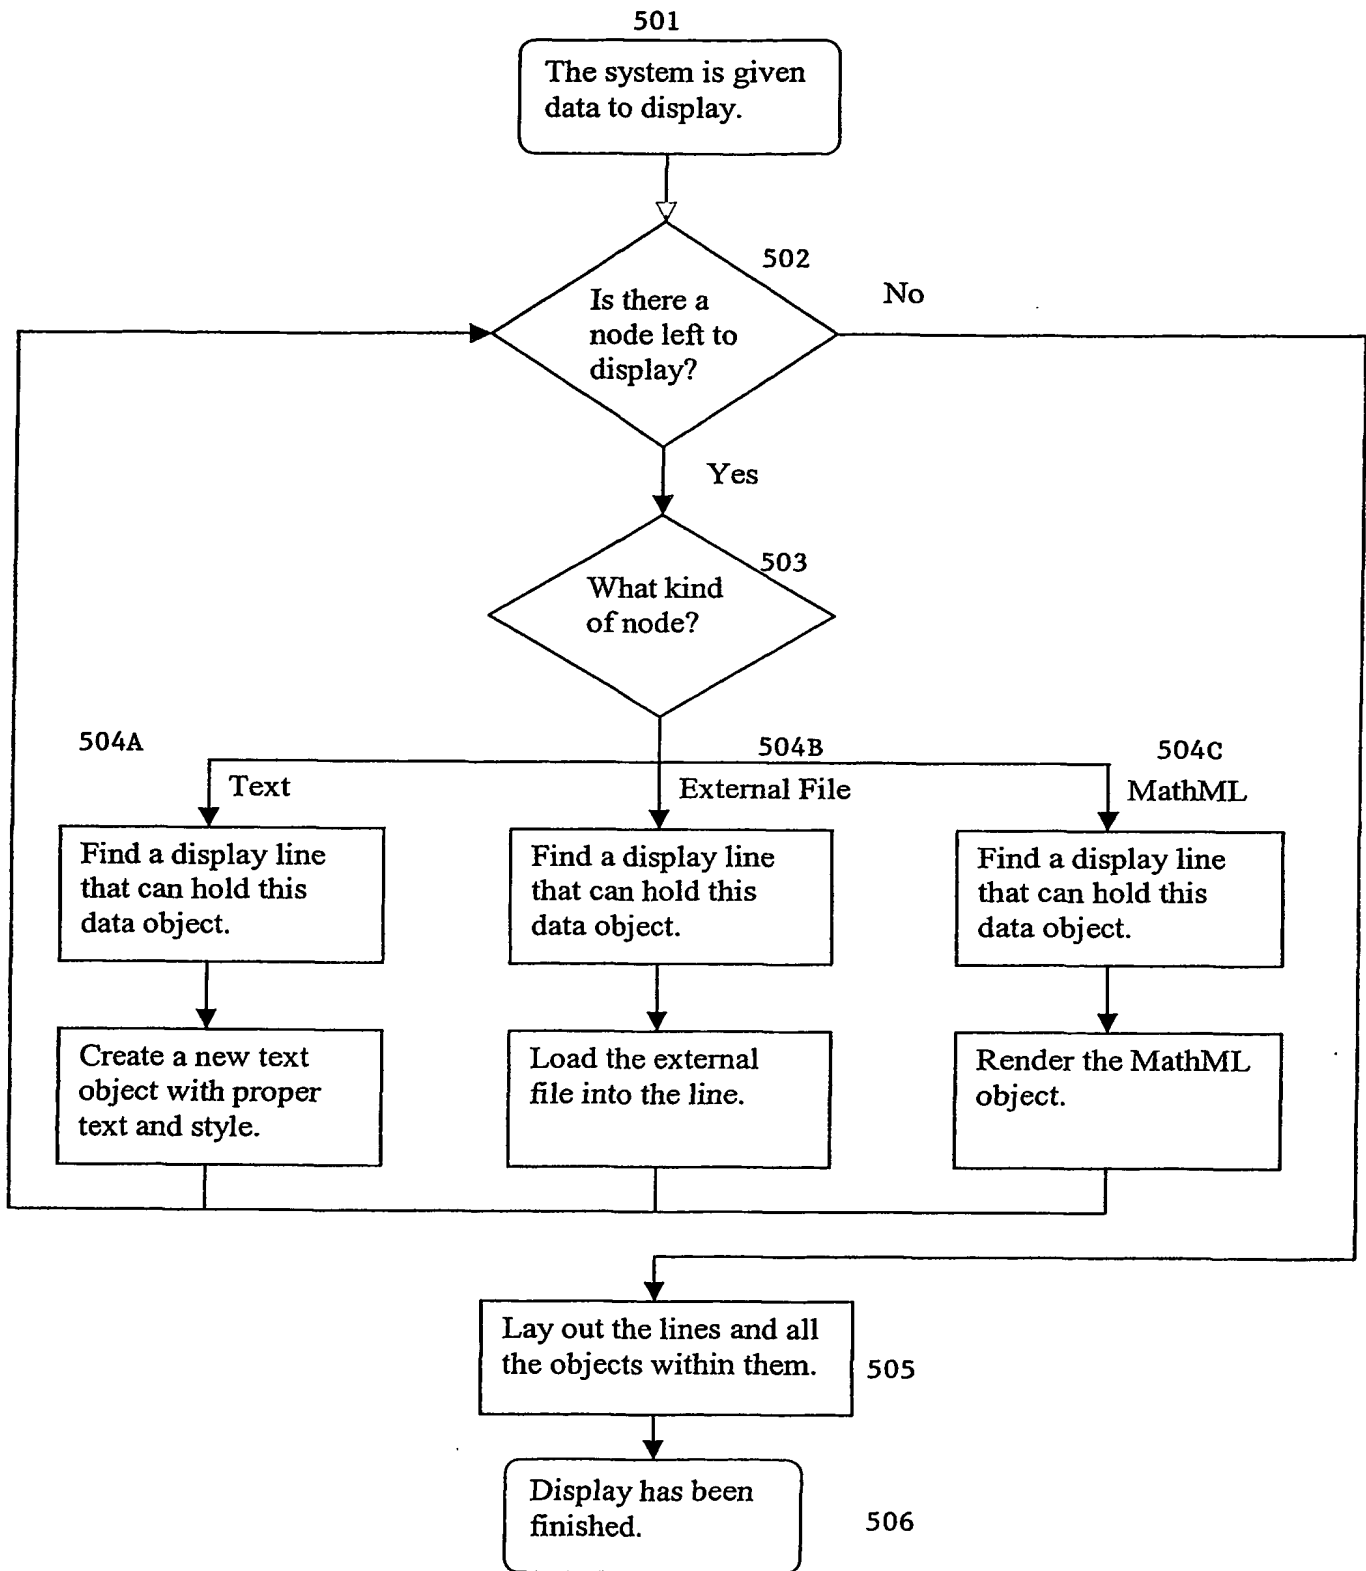 501
The system is given
data to display.
502
Is there a
node left to
display?
No
Yes
503
What kind
of node?
504A
504B
504C
Text
External File
MathML
Find a display line
that can hold this
data object.
Find a display line
that can hold this
data object.
Find a display line
that can hold this
data object.
Create a new text
object with proper
text and style.
Load the external
file into the line.
Render the MathML
object.
Lay out the lines and all
the objects within them.
505
Display has been
finished.
506